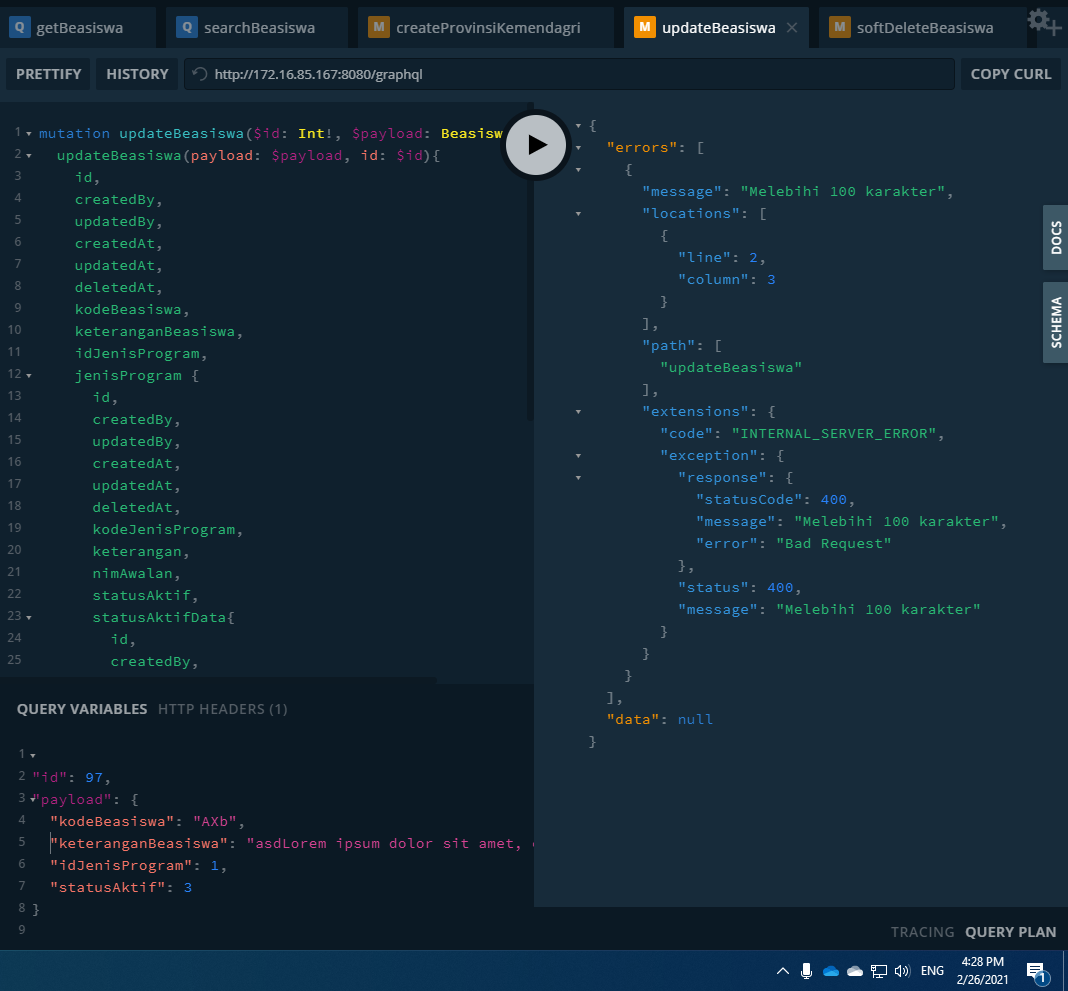 Q getBeasiswa
Q searchBeasiswa
M createProvinsiKemendagri
M updateBeasiswa
M softDeleteBeasiswa
PRETTIFY
HISTORY
http://172.16.85.167:8080/graphql
COPY CURL
1 mutation updateBeasiswa($id: Int!, $payload: Beasisw
2 updateBeasiswa(payload: $payload, id: $id){
3 id,
4 createdBy,
5 updatedBy,
6 createdAt,
7 updatedAt,
8 deletedAt,
9 kodeBeasiswa,
10 keteranganBeasiswa,
11 idJenisProgram,
12 jenisProgram {
13 id,
14 createdBy,
15 updatedBy,
16 createdAt,
17 updatedAt,
18 deletedAt,
19 kodeJenisProgram,
20 keterangan,
21 nimAwalan,
22 statusAktif,
23 statusAktifData{
24 id,
25 createdBy,
QUERY VARIABLES HTTP HEADERS (1)
1
2 "id": 97,
3 "payload": {
4 "kodeBeasiswa": "AXb",
5 "keteranganBeasiswa": "asdLorem ipsum dolor sit amet,
6 "idJenisProgram": 1,
7 "statusAktif": 3
8 }
9
{
"errors": [
{
"message": "Melebihi 100 karakter",
"locations": [
{
"line": 2,
"column": 3
}
],
"path": [
"updateBeasiswa"
],
"extensions": {
"code": "INTERNAL_SERVER_ERROR",
"exception": {
"response": {
"statusCode": 400,
"message": "Melebihi 100 karakter",
"error": "Bad Request"
},
"status": 400,
"message": "Melebihi 100 karakter"
}
}
}
],
"data": null
}
DOCS
SCHEMA
TRACING QUERY PLAN
ENG
4:28 PM
2/26/2021
1